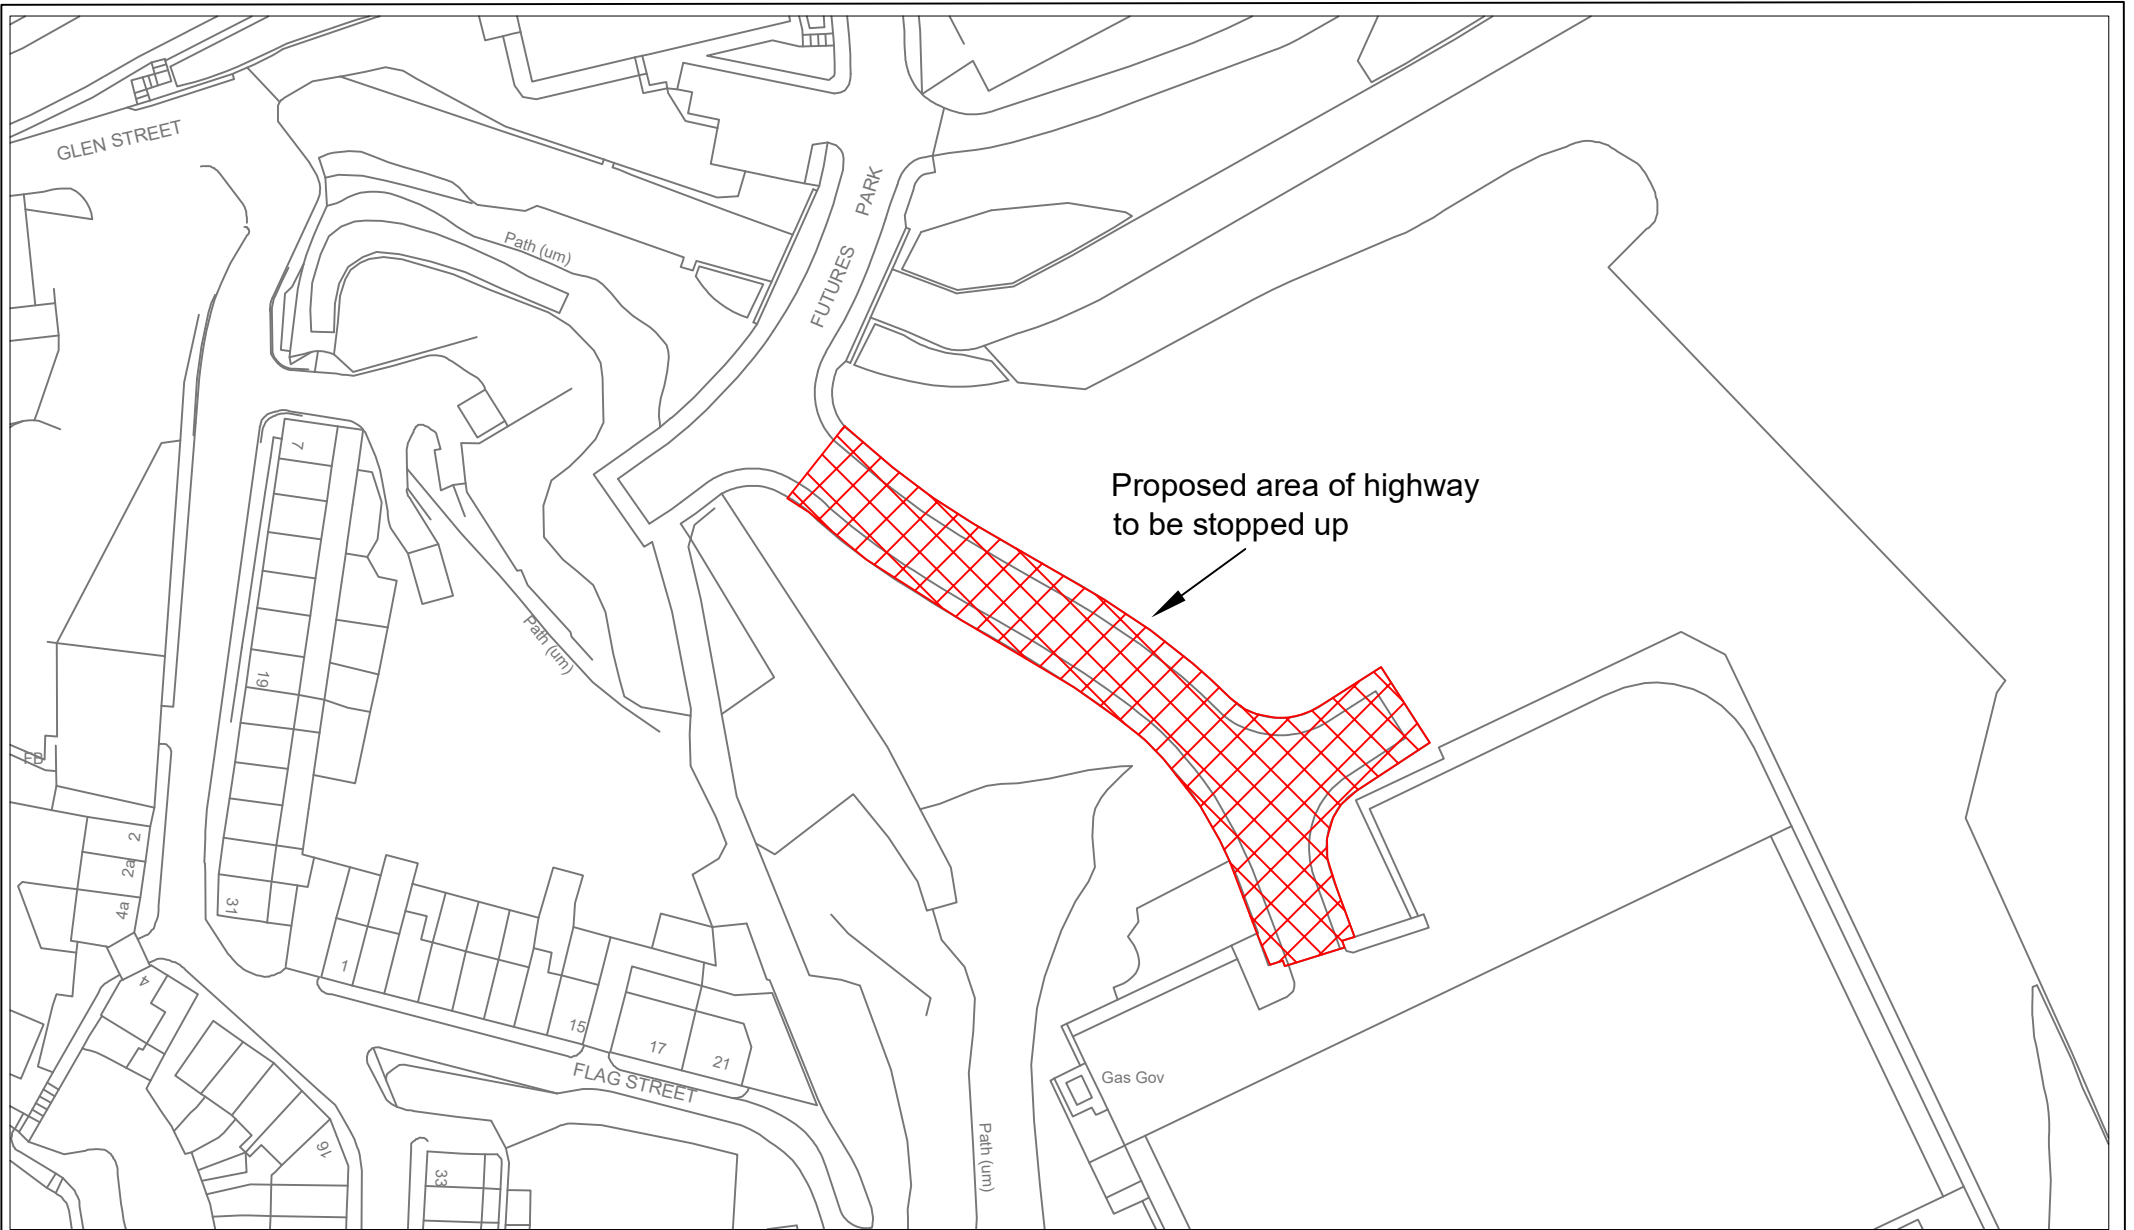 GLEN STREET
FUTURES PARK
Path (um)
Proposed area of highway
to be stopped up
7
Path (um)
19
FB
2
2a
4a
31
1
4
15
17
21
FLAG STREET
Gas Gov
16
33
Path (um)